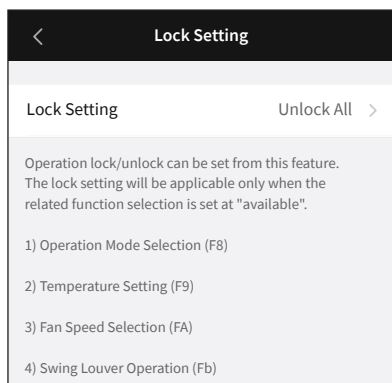 Lock Setting
Lock Setting Unlock All
Operation lock/unlock can be set from this feature.
The lock setting will be applicable only when the
related function selection is set at "available".
1) Operation Mode Selection (F8)
2) Temperature Setting (F9)
3) Fan Speed Selection (FA)
4) Swing Louver Operation (Fb)